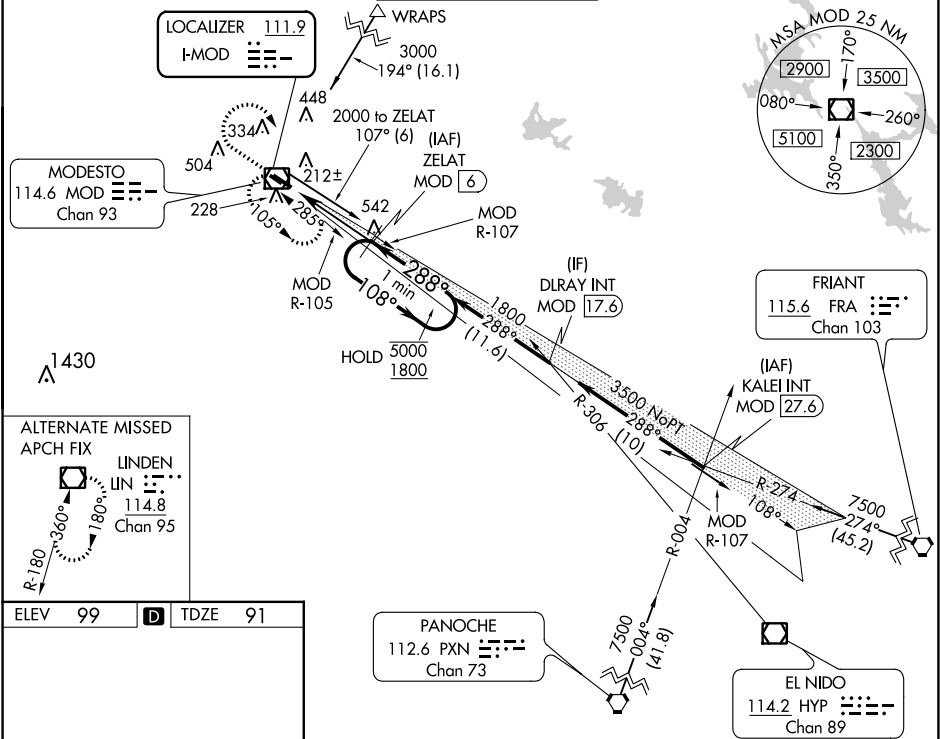 WRAPS
LOCALIZER 111.9
I-MOD
3000
194° (16.1)
MSA MOD 25 NM
170°
2900
3500
080°
260°
5100
2300
350°
448
334
504
212±
2000 to ZELAT
107° (6)
(IAF)
ZELAT
MOD 6
MODESTO
114.6 MOD
Chan 93
228
105°
285°
542
MOD
R-107
MOD
R-105
288°
1 min
108°
HOLD 5000
1800
1800
288°
(11.6)
(IF)
DLRAY INT
MOD 17.6
FRIANT
115.6 FRA
Chan 103
1430
(IAF)
KALEI INT
MOD 27.6
3500 NoPT
288°
(10)
R-306
R-274
7500
274°
(45.2)
108°
MOD
R-107
R-004
ALTERNATE MISSED
APCH FIX
LINDEN
LIN
114.8
Chan 95
360°
180°
R-180
ELEV 99 D TDZE 91
PANOCHE
112.6 PXN
Chan 73
7500
004°
(41.8)
EL NIDO
114.2 HYP
Chan 89